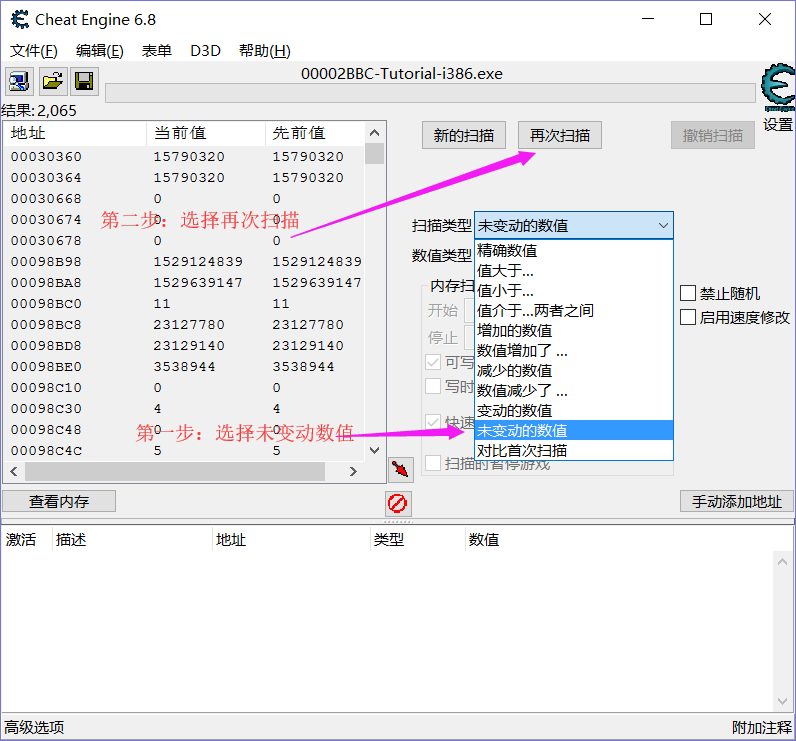 Cheat Engine 6.8
文件(F) 编辑(E) 表单 D3D 帮助(H)
00002BBC-Tutorial-i386.exe
结果:2,065
设置
地址 当前值 先前值
00030360 15790320 15790320
00030364 15790320 15790320
00030668 0 0
00030674 0 0
00030678 0 0
00098B98 1529124839 1529124839
00098BA8 1529639147 1529639147
00098BC0 11 11
00098BC8 23127780 23127780
00098BD8 23129140 23129140
00098BE0 3538944 3538944
00098C10 0 0
00098C30 4 4
00098C48 0 0
00098C4C 5 5
第二步：选择再次扫描
第一步：选择未变动数值
新的扫描 再次扫描 撤销扫描
扫描类型 未变动的数值
数值类型
精确数值
值大于...
值小于...
值介于...两者之间
增加的数值
数值增加了 ...
减少的数值
数值减少了 ...
变动的数值
未变动的数值
对比首次扫描
内存扫
开始
停止
可写
写时
快速
扫描的暂停游戏
禁止随机
启用速度修改
查看内存 手动添加地址
激活 描述 地址 类型 数值
高级选项 附加注释